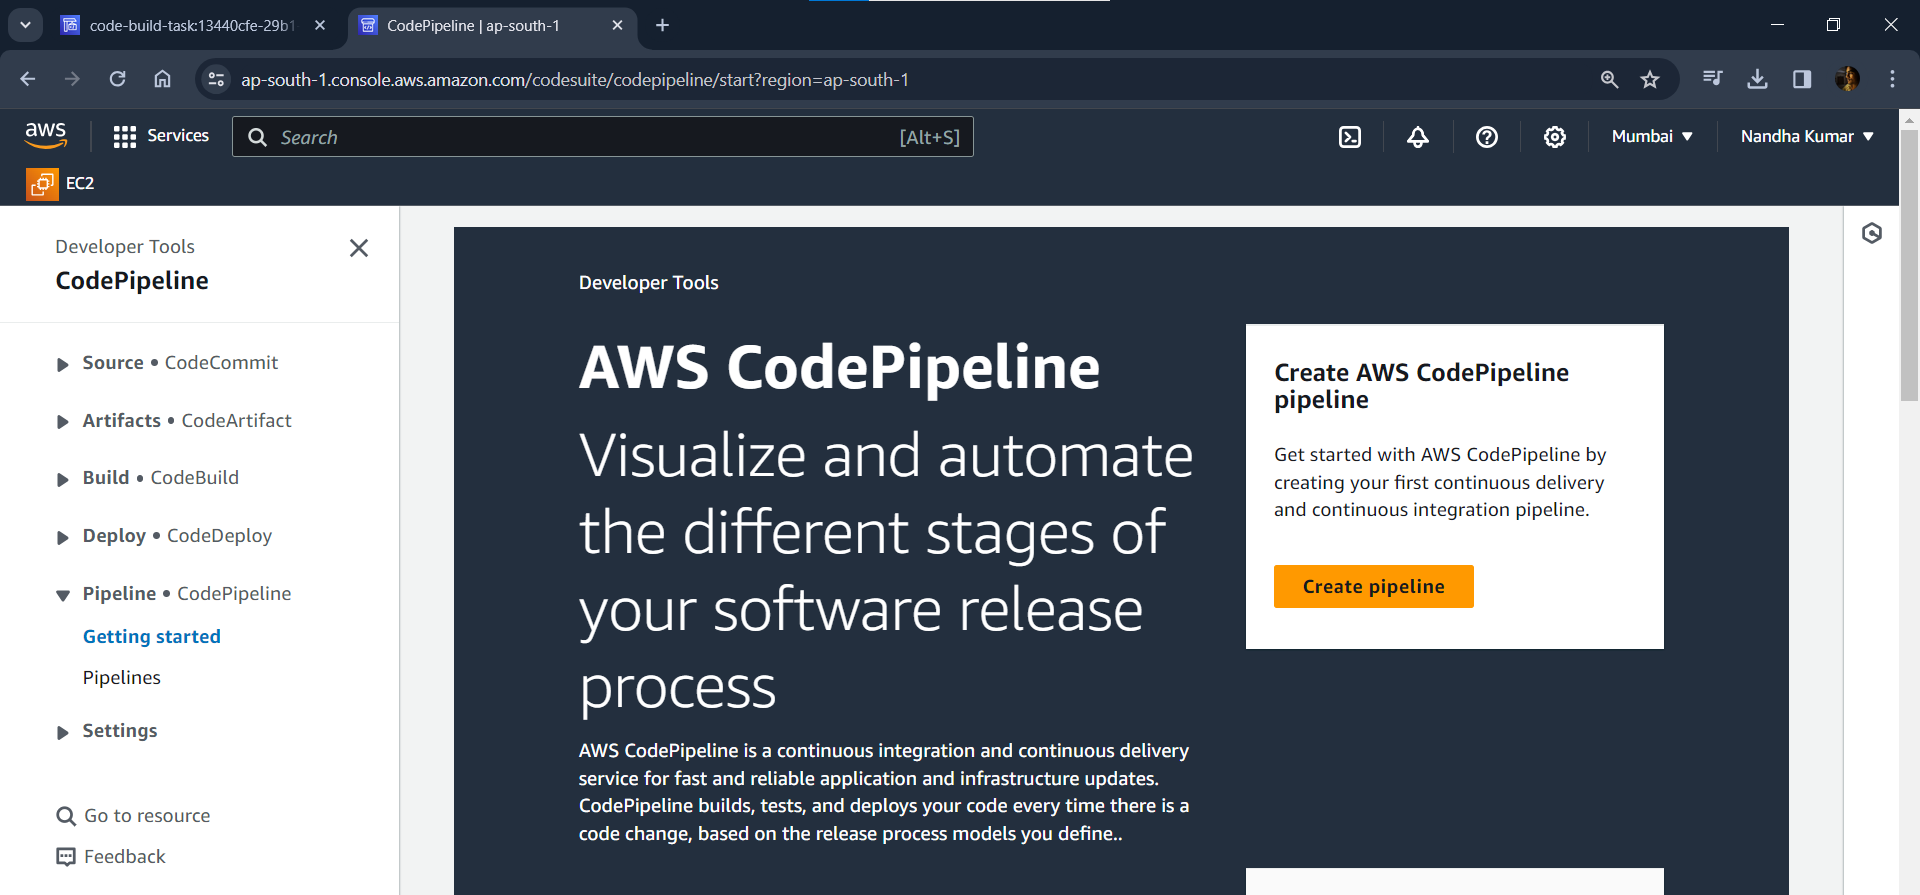 code-build-task:13440cfe-29b1
CodePipeline | ap-south-1
ap-south-1.console.aws.amazon.com/codesuite/codepipeline/start?region=ap-south-1
aws
Services
Search
[Alt+S]
Mumbai
Nandha Kumar
EC2
Developer Tools
CodePipeline
Source • CodeCommit
Artifacts • CodeArtifact
Build • CodeBuild
Deploy • CodeDeploy
Pipeline • CodePipeline
Getting started
Pipelines
Settings
Go to resource
Feedback
Developer Tools
AWS CodePipeline
Visualize and automate
the different stages of
your software release
process
AWS CodePipeline is a continuous integration and continuous delivery
service for fast and reliable application and infrastructure updates.
CodePipeline builds, tests, and deploys your code every time there is a
code change, based on the release process models you define..
Create AWS CodePipeline
pipeline
Get started with AWS CodePipeline by
creating your first continuous delivery
and continuous integration pipeline.
Create pipeline